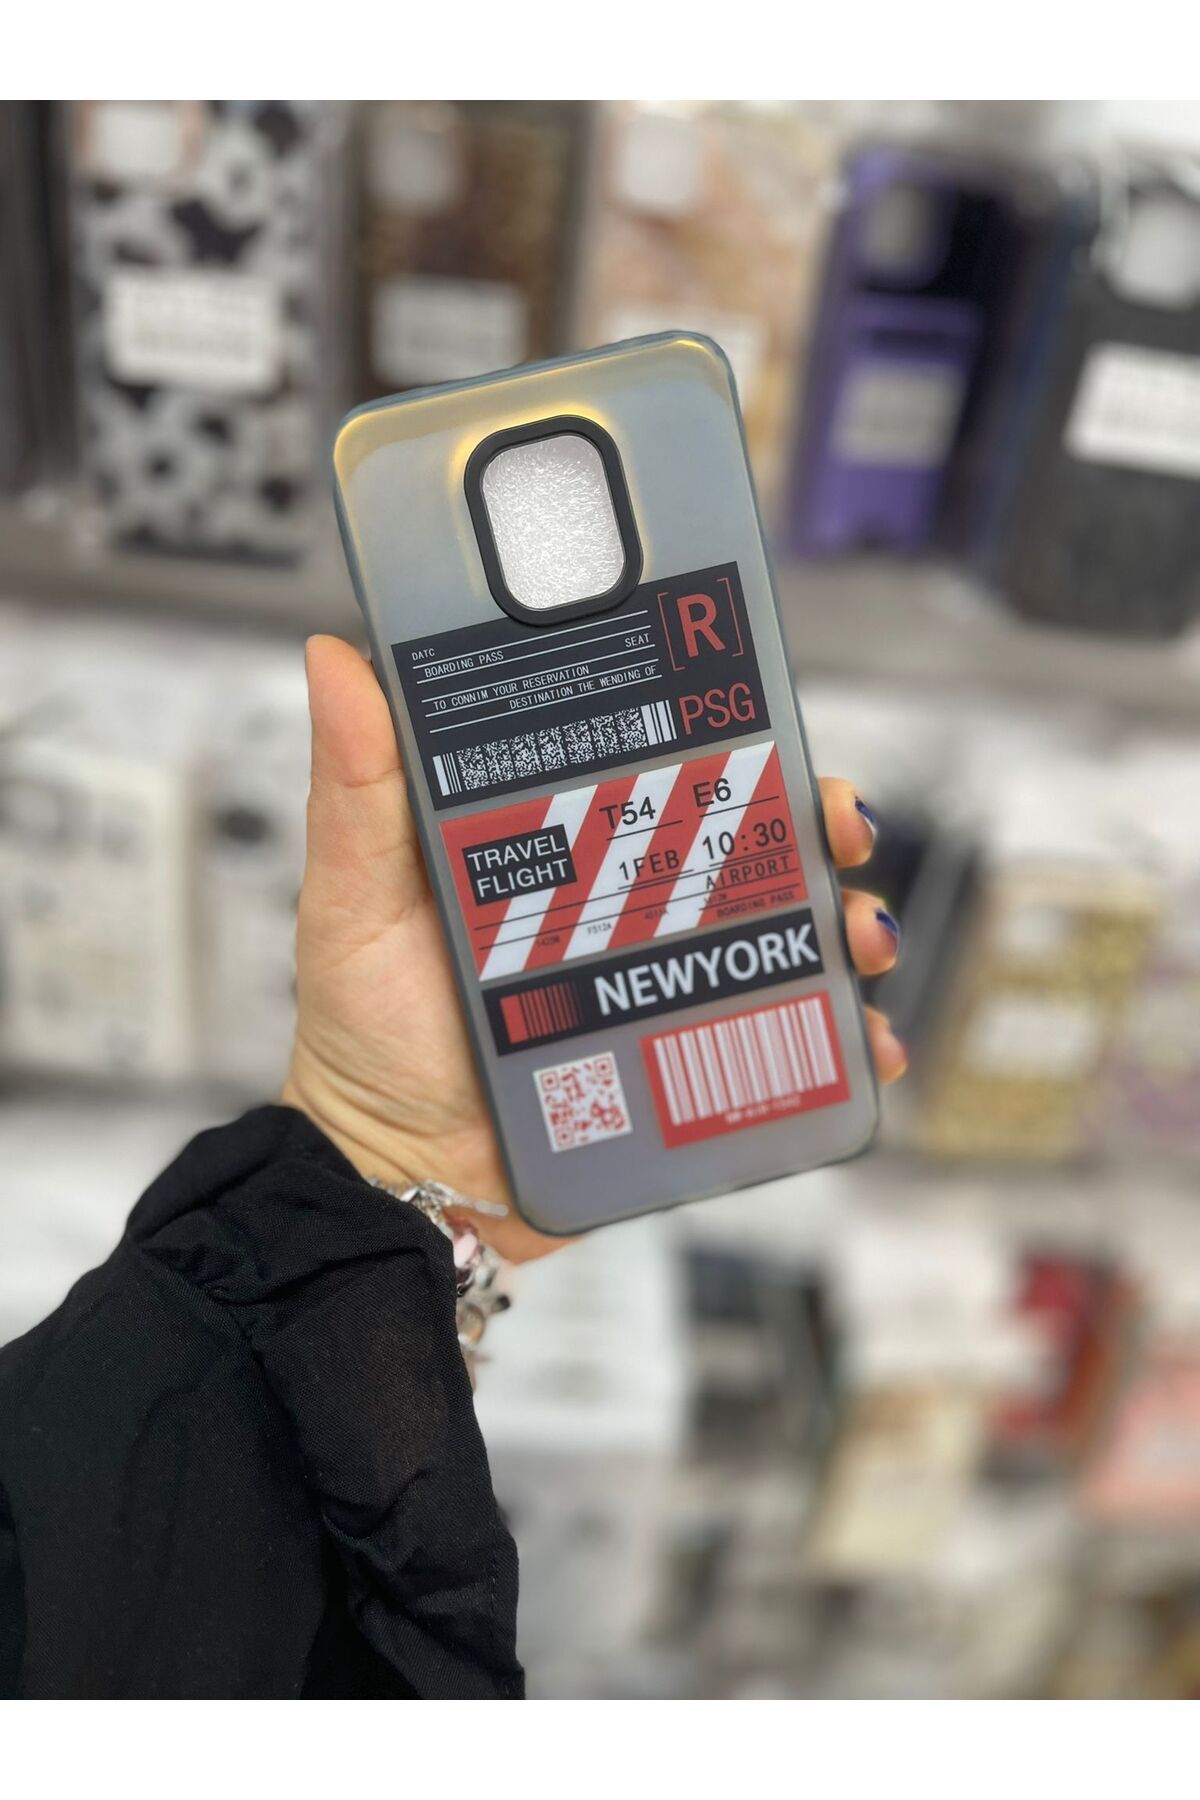 DATC
BOARDING PASS
SEAT
TO CONNIM YOUR RESERVATION
DESTINATION THE WENDING OF
[R]
PSG
TRAVEL
FLIGHT
T54 E6
1FEB 10:30
AIRPORT
BOARDING PASS
F512A
NEWYORK